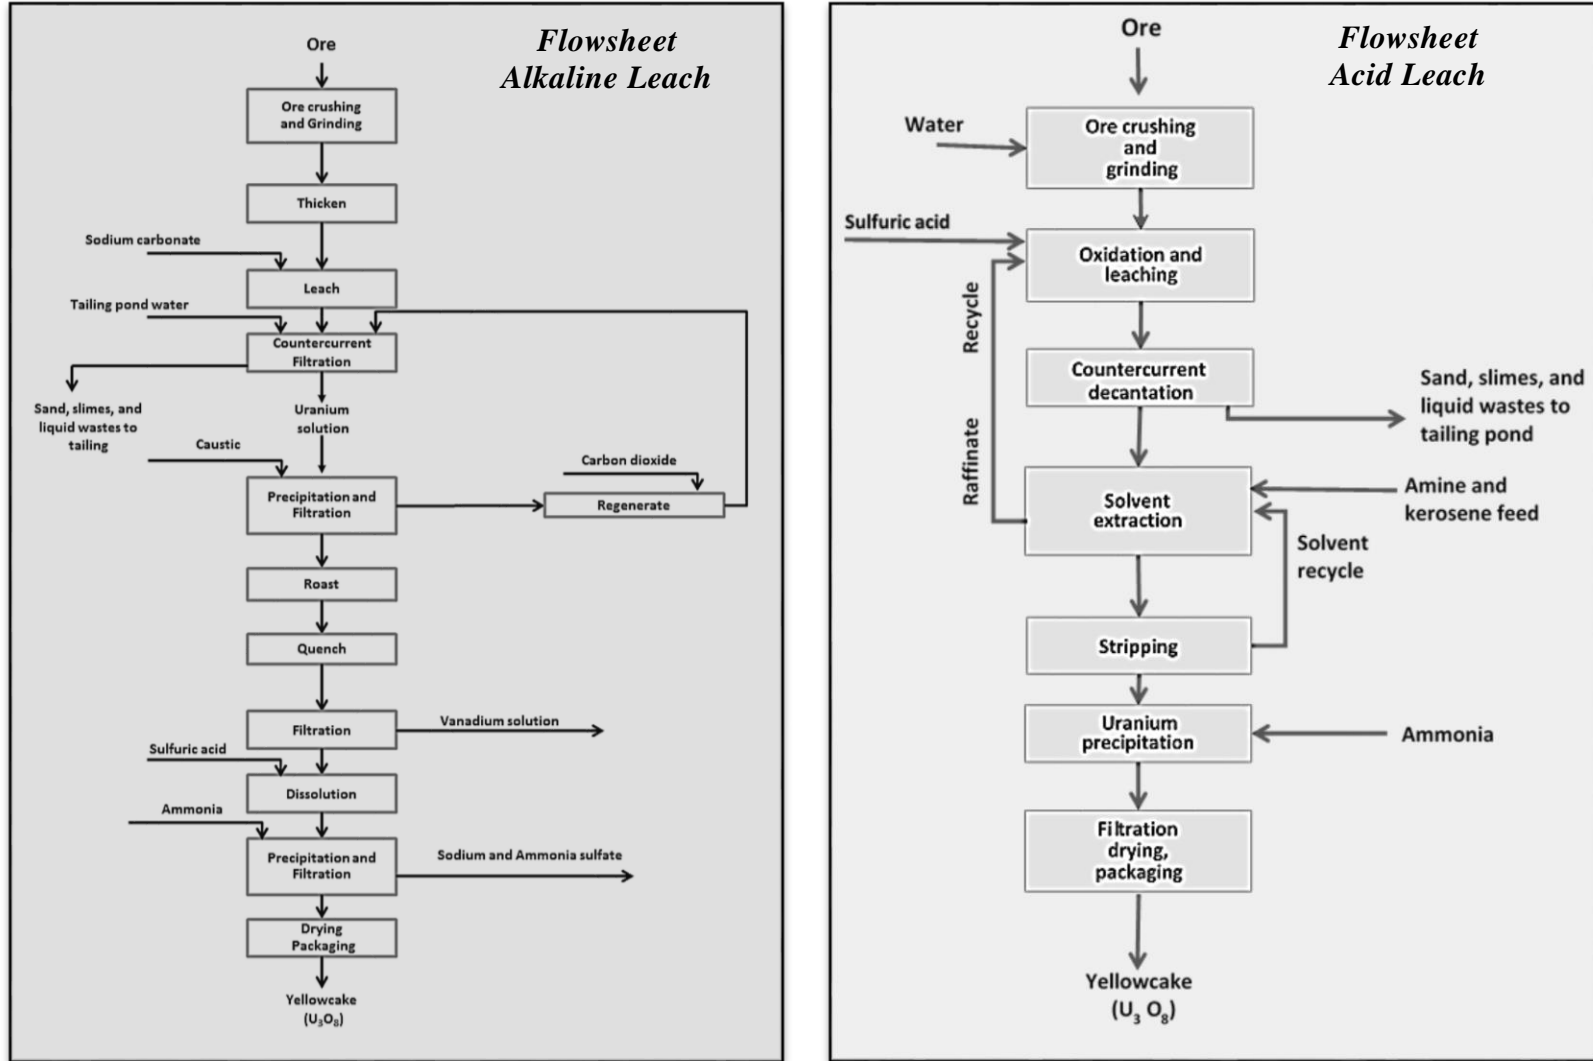 Flowsheet
Alkaline Leach
Ore
Ore crushing
and Grinding
Thicken
Sodium carbonate
Leach
Tailing pond water
Countercurrent
Filtration
Sand, slimes, and
liquid wastes to
tailing
Uranium
solution
Caustic
Carbon dioxide
Precipitation and
Filtration
Regenerate
Roast
Quench
Filtration
Vanadium solution
Sulfuric acid
Dissolution
Ammonia
Precipitation and
Filtration
Sodium and Ammonia sulfate
Drying
Packaging
Yellowcake
(U₃O₈)
Flowsheet
Acid Leach
Ore
Water
Ore crushing
and
grinding
Sulfuric acid
Oxidation and
leaching
Recycle
Raffinate
Countercurrent
decantation
Sand, slimes, and
liquid wastes to
tailing pond
Solvent
extraction
Amine and
kerosene feed
Solvent
recycle
Stripping
Uranium
precipitation
Ammonia
Filtration
drying,
packaging
Yellowcake
(U₃ O₈)